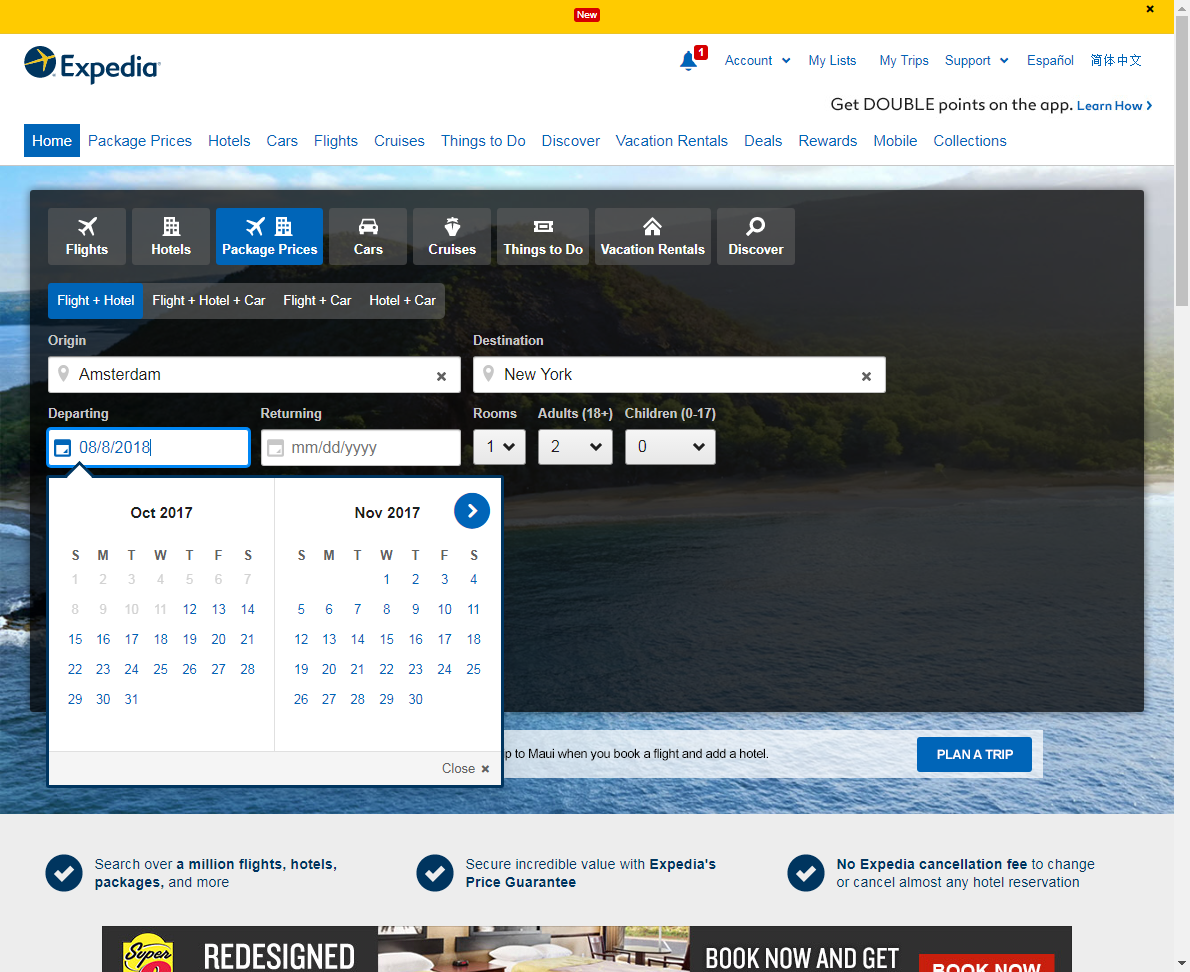 New
×
Expedia
1
Account
My Lists
My Trips
Support
Español
简体中文
Get DOUBLE points on the app. Learn How
Home
Package Prices
Hotels
Cars
Flights
Cruises
Things to Do
Discover
Vacation Rentals
Deals
Rewards
Mobile
Collections
Flights
Hotels
Package Prices
Cars
Cruises
Things to Do
Vacation Rentals
Discover
Flight + Hotel
Flight + Hotel + Car
Flight + Car
Hotel + Car
Origin
Destination
Amsterdam
New York
Departing
Returning
Rooms
Adults (18+)
Children (0-17)
08/8/2018
mm/dd/yyyy
1
2
0
Oct 2017
S M T W T F S
1 2 3 4 5 6 7
8 9 10 11 12 13 14
15 16 17 18 19 20 21
22 23 24 25 26 27 28
29 30 31
Nov 2017
S M T W T F S
1 2 3 4
5 6 7 8 9 10 11
12 13 14 15 16 17 18
19 20 21 22 23 24 25
26 27 28 29 30
Close ×
p to Maui when you book a flight and add a hotel.
PLAN A TRIP
Search over a million flights, hotels,
packages, and more
Secure incredible value with Expedia's
Price Guarantee
No Expedia cancellation fee to change
or cancel almost any hotel reservation
Super
REDESIGNED
BOOK NOW AND GET
BOOK NOW